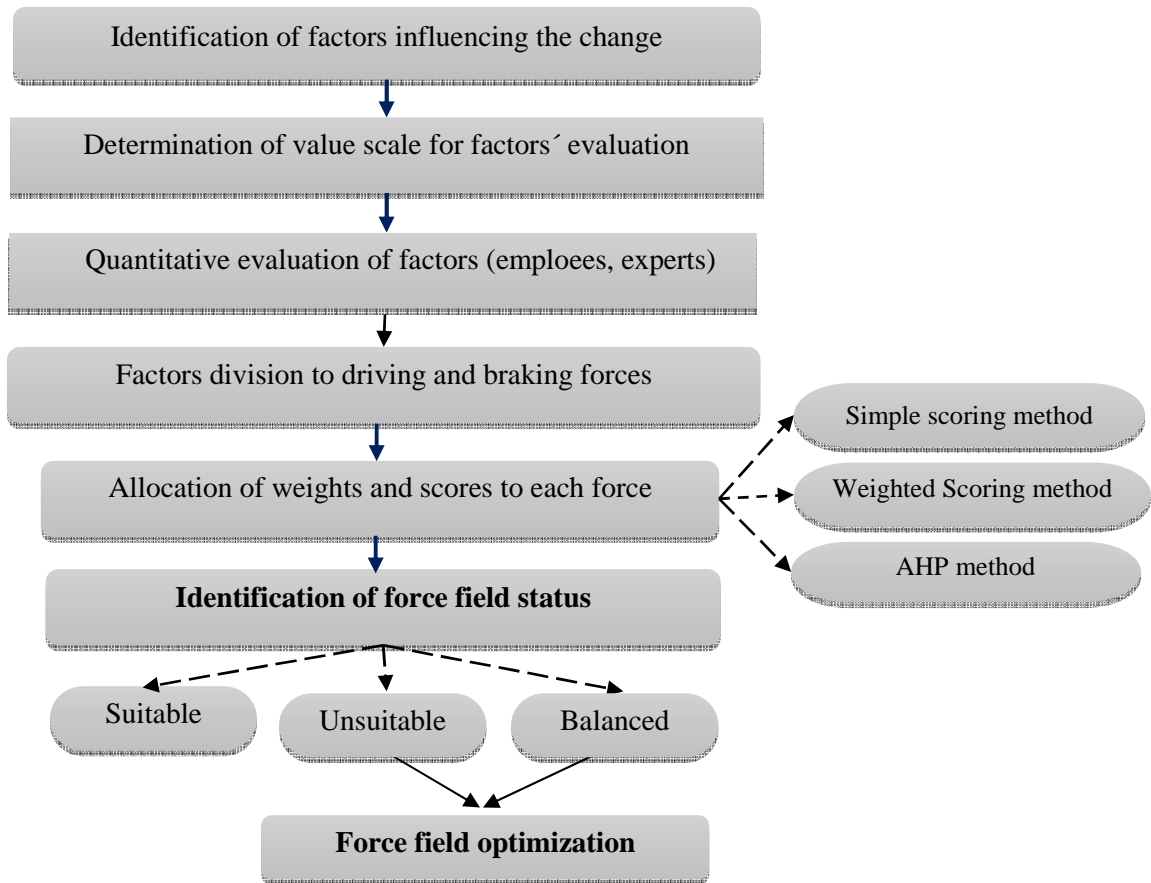 Identification of factors influencing the change
Determination of value scale for factors´ evaluation
Quantitative evaluation of factors (emploees, experts)
Factors division to driving and braking forces
Simple scoring method
Allocation of weights and scores to each force
Weighted Scoring method
AHP method
Identification of force field status
Suitable
Unsuitable
Balanced
Force field optimization